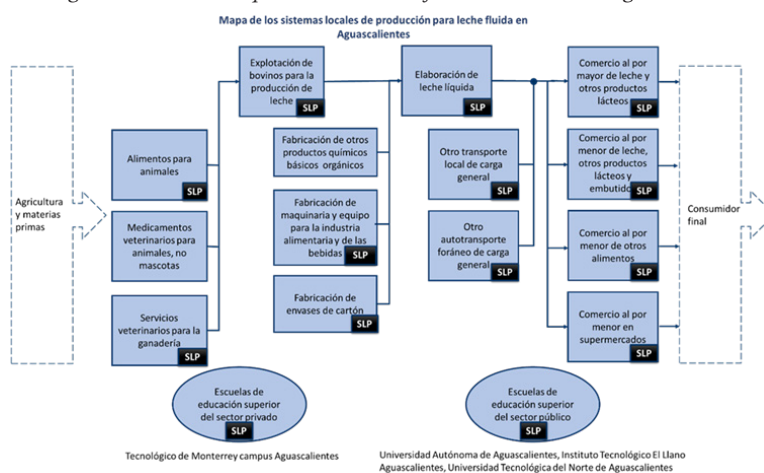 Mapa de los sistemas locales de producción para leche fluida en
Aguascalientes
Agricultura
y materias
primas
Alimentos para
animales
SLP
Medicamentos
veterinarios para
animales, no
mascotas
Servicios
veterinarios para la
ganadería
SLP
Explotación de
bovinos para la
producción de
leche
SLP
Fabricación de otros
productos químicos
básicos orgánicos
Fabricación de
maquinaria y equipo
para la industria
alimentaria y de las
bebidas
SLP
Fabricación de
envases de cartón
SLP
Elaboración de
leche líquida
SLP
Otro transporte
local de carga
general
SLP
Otro
autotransporte
foráneo de carga
general
SLP
Comercio al por
mayor de leche y
otros productos
lácteos
SLP
Comercio al por
menor de leche,
otros productos
lácteos y
embutido
SLP
Comercio al por
menor de otros
alimentos
SLP
Comercio al por
menor en
supermercados
SLP
Consumidor
final
Escuelas de
educación superior
del sector privado
SLP
Escuelas de
educación superior
del sector público
SLP
Tecnológico de Monterrey campus Aguascalientes
Universidad Autónoma de Aguascalientes, Instituto Tecnológico El Llano
Aguascalientes, Universidad Tecnológica del Norte de Aguascalientes